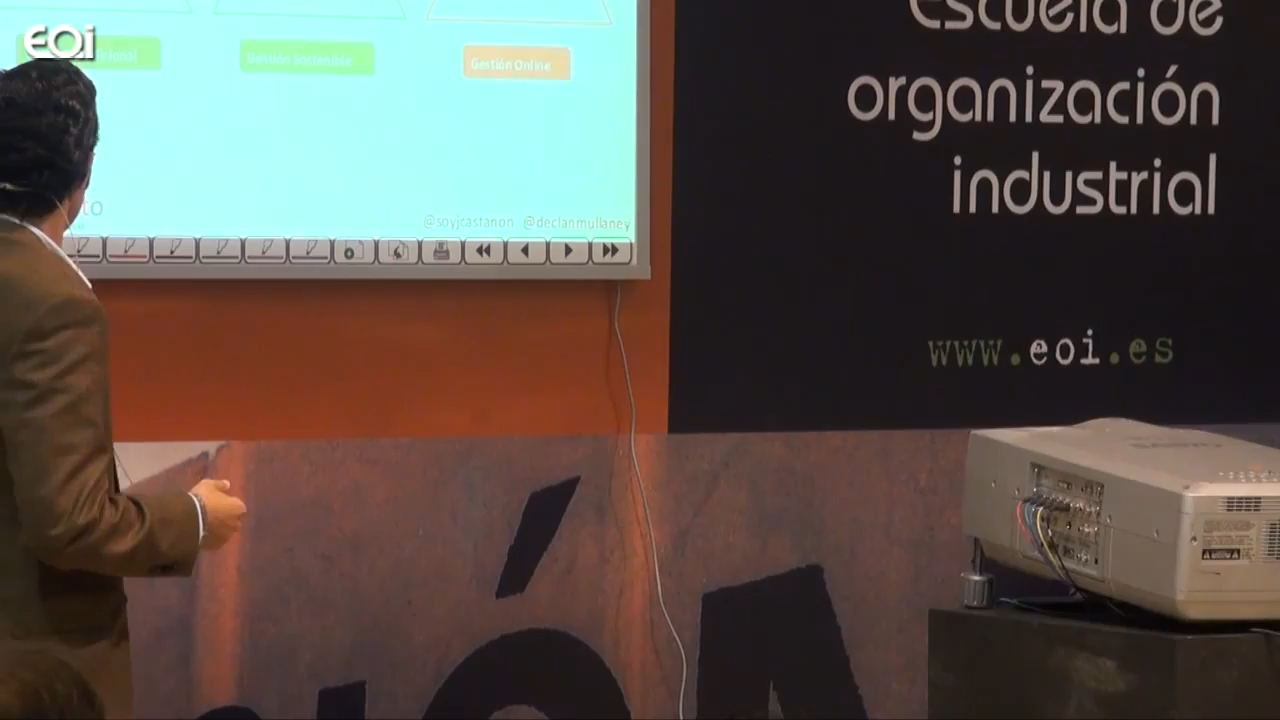 EOi
Gestión Sostenible
Gestión Online
@soyjcastanon @declanmullaney
escuela de
organización
industrial
www.eoi.es